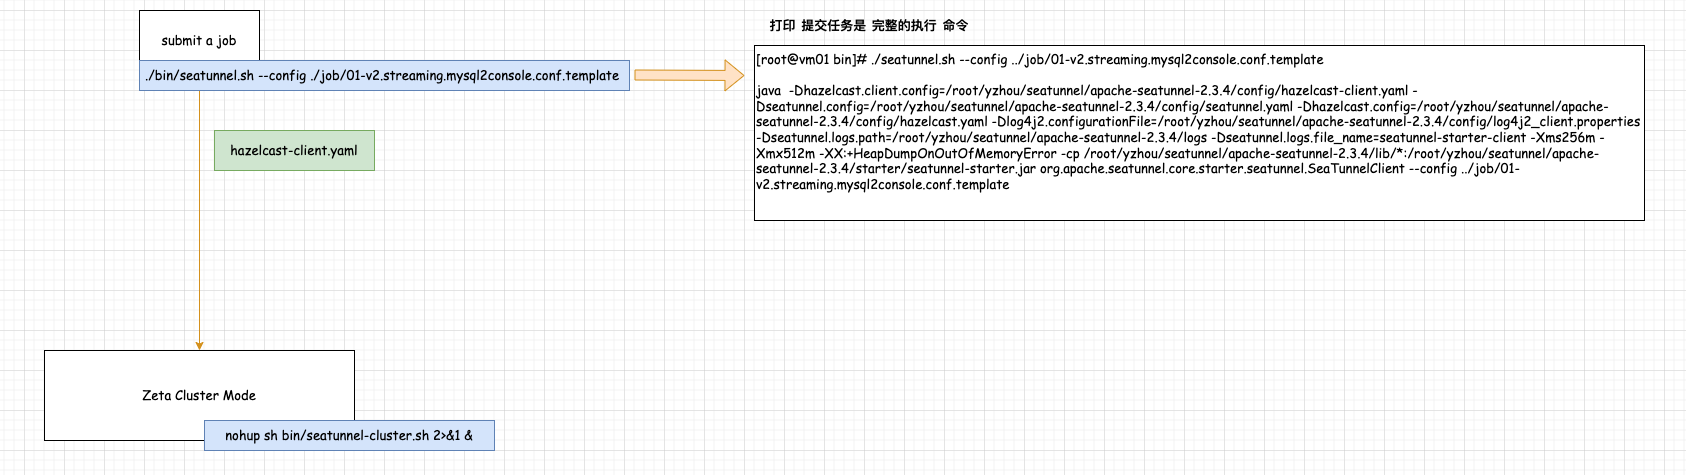 submit a job
./bin/seatunnel.sh --config ./job/01-v2.streaming.mysql2console.conf.template
hazelcast-client.yaml
Zeta Cluster Mode
nohup sh bin/seatunnel-cluster.sh 2>&1 &
打印 提交任务是 完整的执行 命令
[root@vm01 bin]# ./seatunnel.sh --config ../job/01-v2.streaming.mysql2console.conf.template
java -Dhazelcast.client.config=/root/yzhou/seatunnel/apache-seatunnel-2.3.4/config/hazelcast-client.yaml -
Dseatunnel.config=/root/yzhou/seatunnel/apache-seatunnel-2.3.4/config/seatunnel.yaml -Dhazelcast.config=/root/yzhou/seatunnel/apache-
seatunnel-2.3.4/config/hazelcast.yaml -Dlog4j2.configurationFile=/root/yzhou/seatunnel/apache-seatunnel-2.3.4/config/log4j2_client.properties
-Dseatunnel.logs.path=/root/yzhou/seatunnel/apache-seatunnel-2.3.4/logs -Dseatunnel.logs.file_name=seatunnel-starter-client -Xms256m -
Xmx512m -XX:+HeapDumpOnOutOfMemoryError -cp /root/yzhou/seatunnel/apache-seatunnel-2.3.4/lib/*:/root/yzhou/seatunnel/apache-
seatunnel-2.3.4/starter/seatunnel-starter.jar org.apache.seatunnel.core.starter.seatunnel.SeaTunnelClient --config ../job/01-
v2.streaming.mysql2console.conf.template